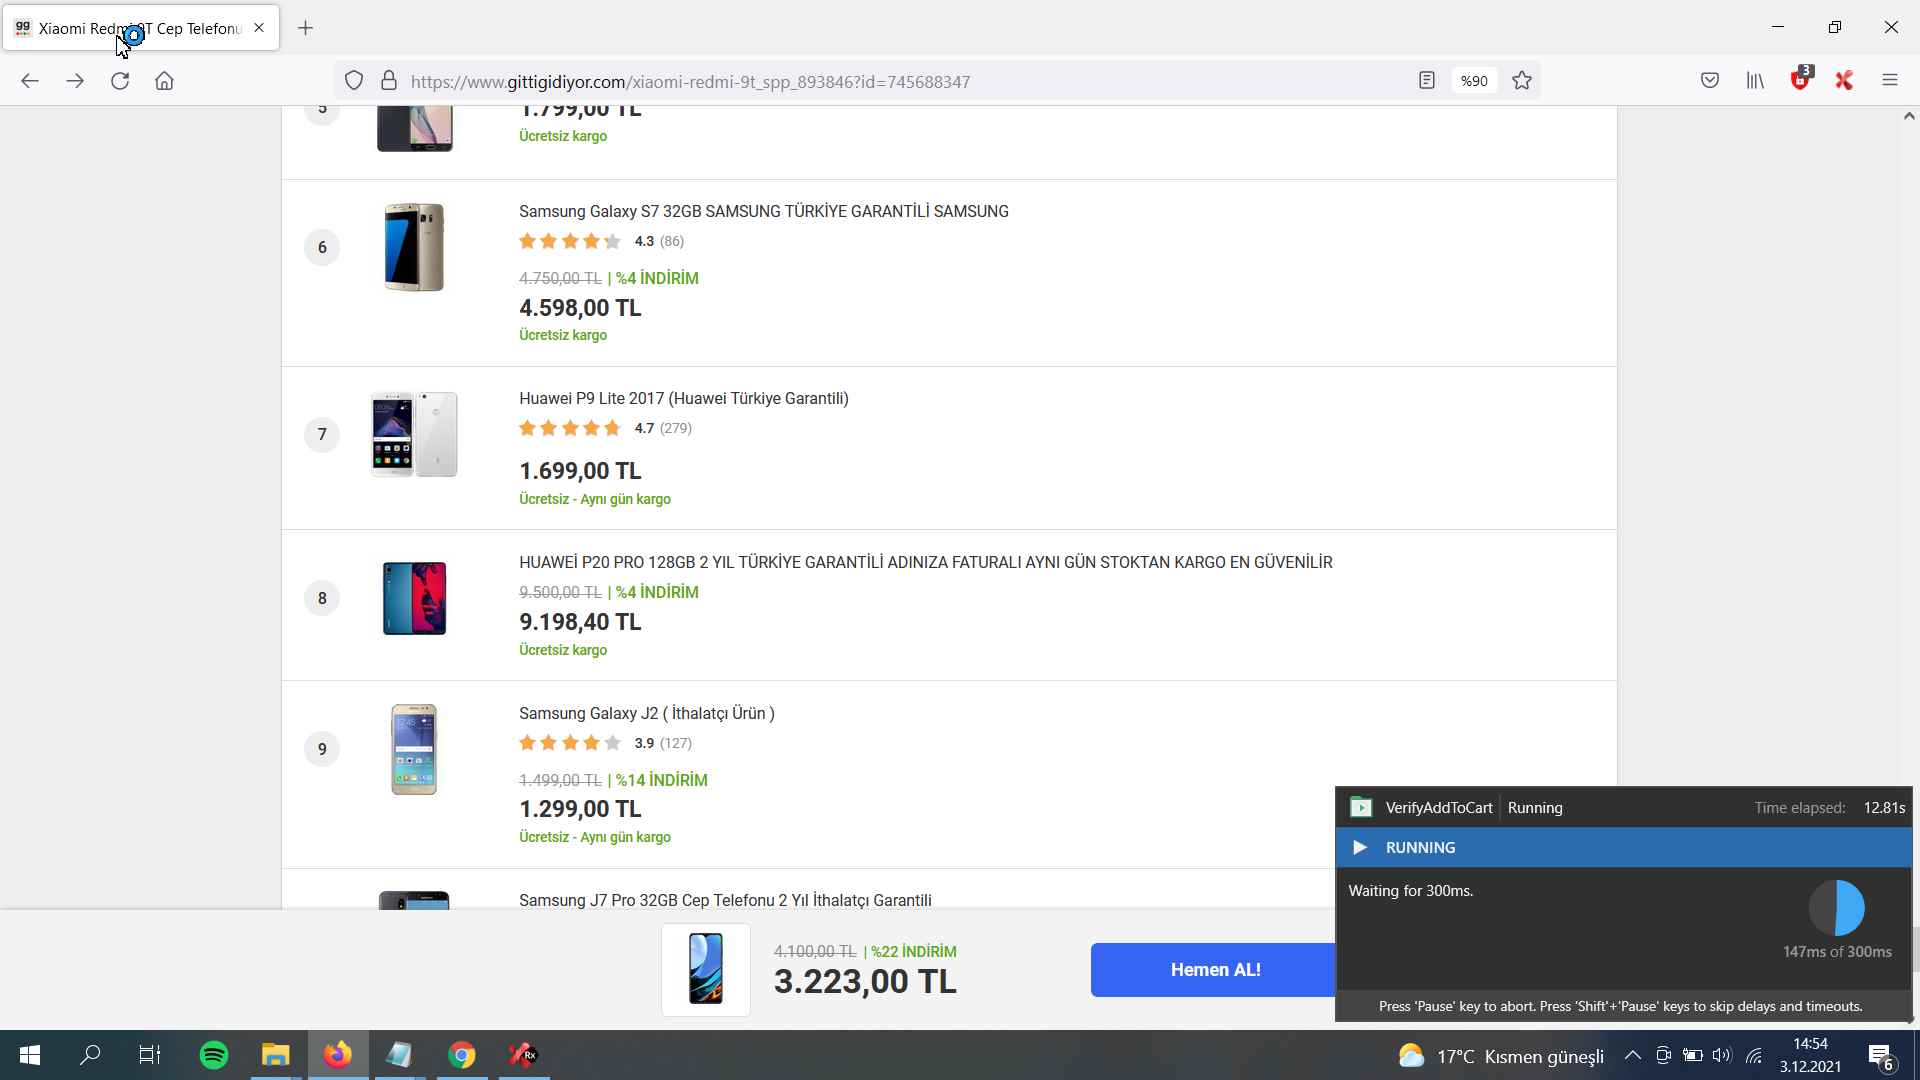 gg Xiaomi Redmi 9T Cep Telefonu
https://www.gittigidiyor.com/xiaomi-redmi-9t_spp_893846?id=745688347
%90
3
5
1.799,00 TL
Ücretsiz kargo
6
Samsung Galaxy S7 32GB SAMSUNG TÜRKİYE GARANTİLİ SAMSUNG
4.3 (86)
4.750,00 TL | %4 İNDİRİM
4.598,00 TL
Ücretsiz kargo
7
Huawei P9 Lite 2017 (Huawei Türkiye Garantili)
4.7 (279)
1.699,00 TL
Ücretsiz - Aynı gün kargo
8
HUAWEİ P20 PRO 128GB 2 YIL TÜRKİYE GARANTİLİ ADINIZA FATURALI AYNI GÜN STOKTAN KARGO EN GÜVENİLİR
9.500,00 TL | %4 İNDİRİM
9.198,40 TL
Ücretsiz kargo
9
Samsung Galaxy J2 ( İthalatçı Ürün )
3.9 (127)
1.499,00 TL | %14 İNDİRİM
1.299,00 TL
Ücretsiz - Aynı gün kargo
Samsung J7 Pro 32GB Cep Telefonu 2 Yıl İthalatçı Garantili
4.100,00 TL | %22 İNDİRİM
3.223,00 TL
Hemen AL!
VerifyAddToCart Running Time elapsed: 12.81s
RUNNING
Waiting for 300ms.
147ms of 300ms
Press 'Pause' key to abort. Press 'Shift'+'Pause' keys to skip delays and timeouts.
Rx
17°C Kısmen güneşli
14:54
3.12.2021
6